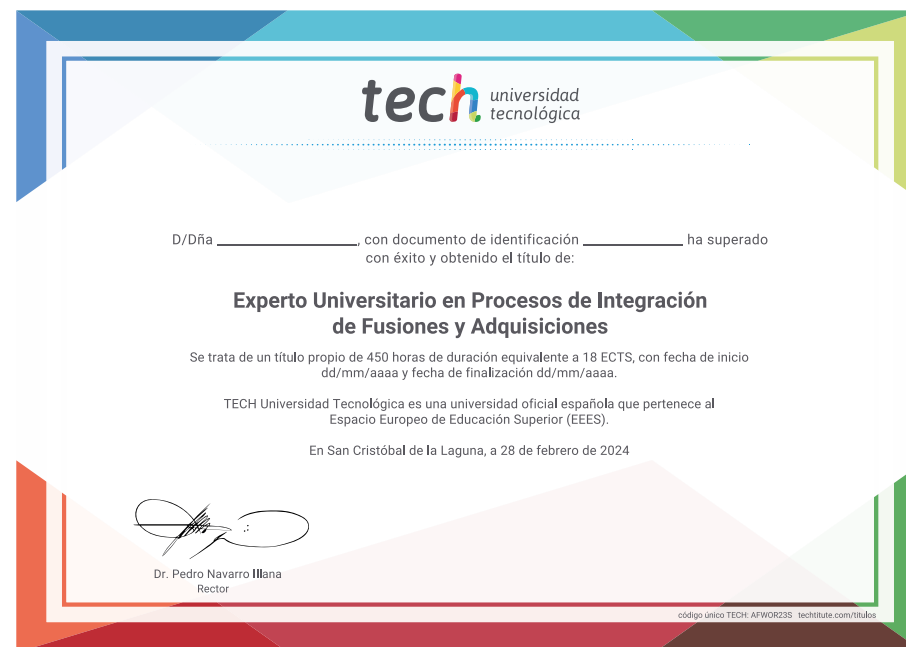 tech universidad
tecnológica
D/Dña ______________, con documento de identificación __________ ha superado
con éxito y obtenido el título de:
Experto Universitario en Procesos de Integración
de Fusiones y Adquisiciones
Se trata de un título propio de 450 horas de duración equivalente a 18 ECTS, con fecha de inicio
dd/mm/aaaa y fecha de finalización dd/mm/aaaa.
TECH Universidad Tecnológica es una universidad oficial española que pertenece al
Espacio Europeo de Educación Superior (EEES).
En San Cristóbal de la Laguna, a 28 de febrero de 2024
Dr. Pedro Navarro Illana
Rector
código único TECH: AFWOR23S techtitute.com/titulos